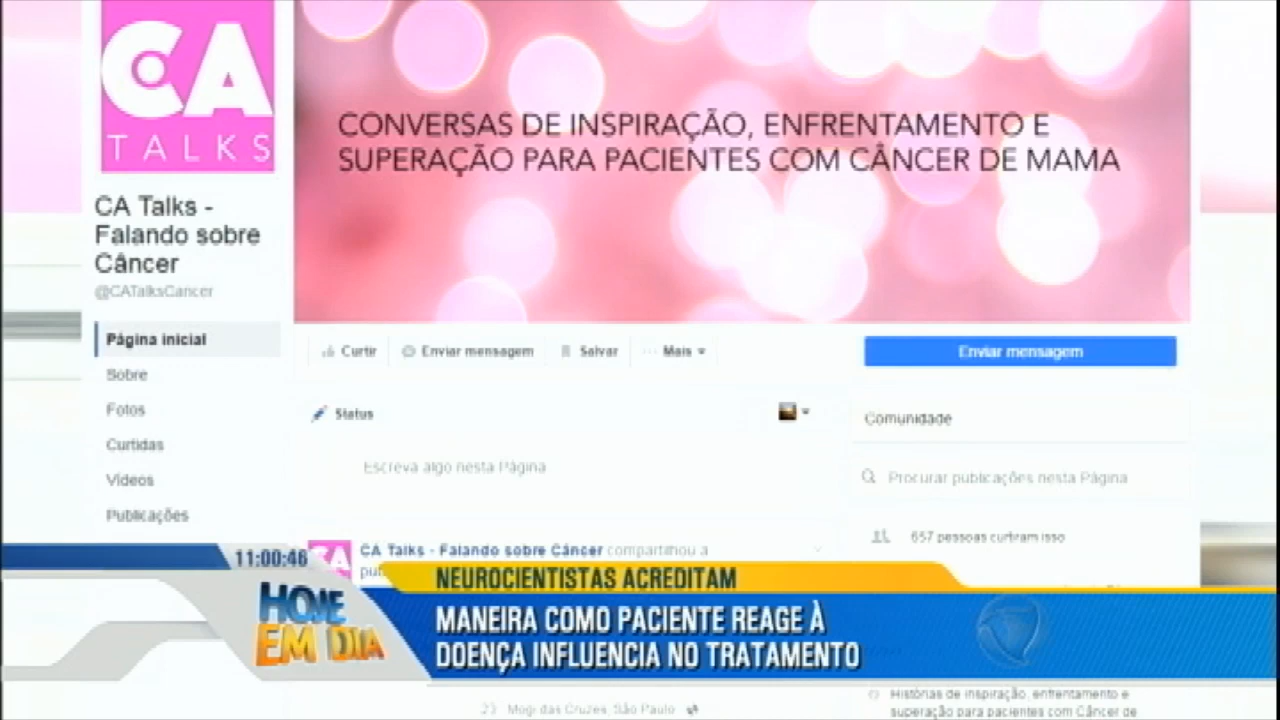 CA
TALKS
CONVERSAS DE INSPIRAÇÃO, ENFRENTAMENTO E
SUPERAÇÃO PARA PACIENTES COM CÂNCER DE MAMA
CA Talks -
Falando sobre
Câncer
@CATalksCancer
Página inicial
Sobre
Fotos
Curtidas
Vídeos
Publicações
Curtir
Enviar mensagem
Salvar
Mais
Enviar mensagem
Status
Escreva algo nesta Página
Comunidade
Procurar publicações nesta Página
657 pessoas curtiram isso
CA Talks - Falando sobre Câncer compartilhou a
11:00:46
HOJE
EM DIA
NEUROCIENTISTAS ACREDITAM
MANEIRA COMO PACIENTE REAGE À
DOENÇA INFLUENCIA NO TRATAMENTO
Mogi das Cruzes, São Paulo
Histórias de inspiração, enfrentamento e
superação para pacientes com Câncer de